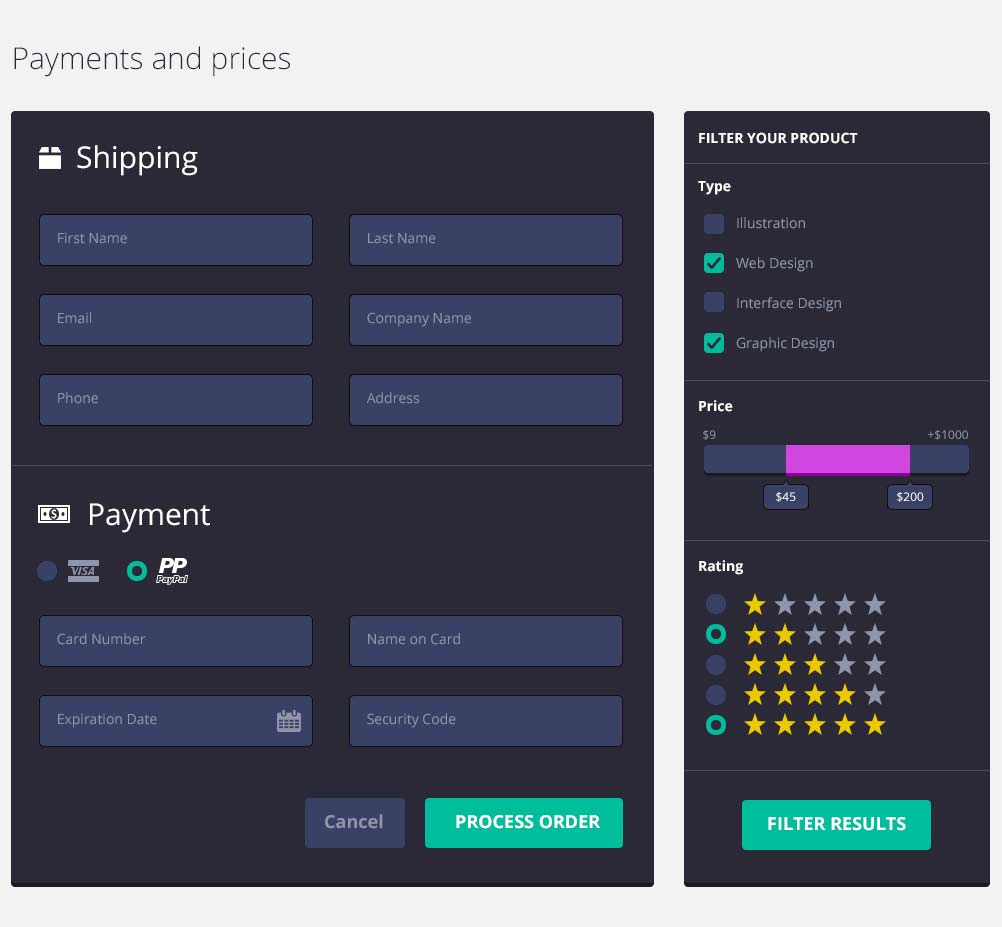 Payments and prices
Shipping
First Name
Last Name
Email
Company Name
Phone
Address
Payment
VISA
PP
PayPal
Card Number
Name on Card
Expiration Date
Security Code
Cancel
PROCESS ORDER
FILTER YOUR PRODUCT
Type
Illustration
Web Design
Interface Design
Graphic Design
Price
$9
+$1000
$45
$200
Rating
FILTER RESULTS